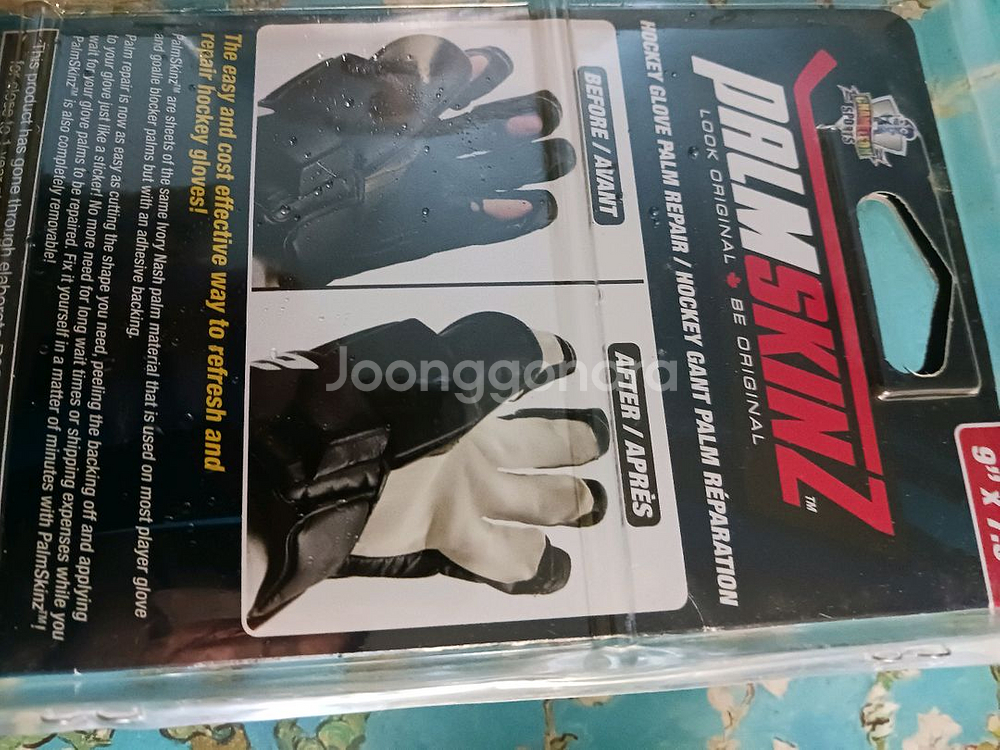 CHAMPION
SPORTS
PALMSKINZ™
LOOK ORIGINAL BE ORIGINAL
HOCKEY GLOVE PALM REPAIR / HOCKEY GANT PALM RÉPARATION
BEFORE / AVANT
AFTER / APRÈS
Joonggonara
The easy and cost effective way to refresh and
repair hockey gloves!
PalmSkinz™ are sheets of the same Ivory Nash palm material that is used on most player glove
and goalie blocker palms but with an adhesive backing.
Palm repair is now as easy as cutting the shape you need, peeling the backing off and applying
to your glove just like a sticker! No more need for long wait times or shipping expenses while you
wait for your glove palms to be repaired. Fix it yourself in a matter of minutes with PalmSkinz™!
PalmSkinz™ is also completely removable!
This product has gone through elaborate
9" x 7.